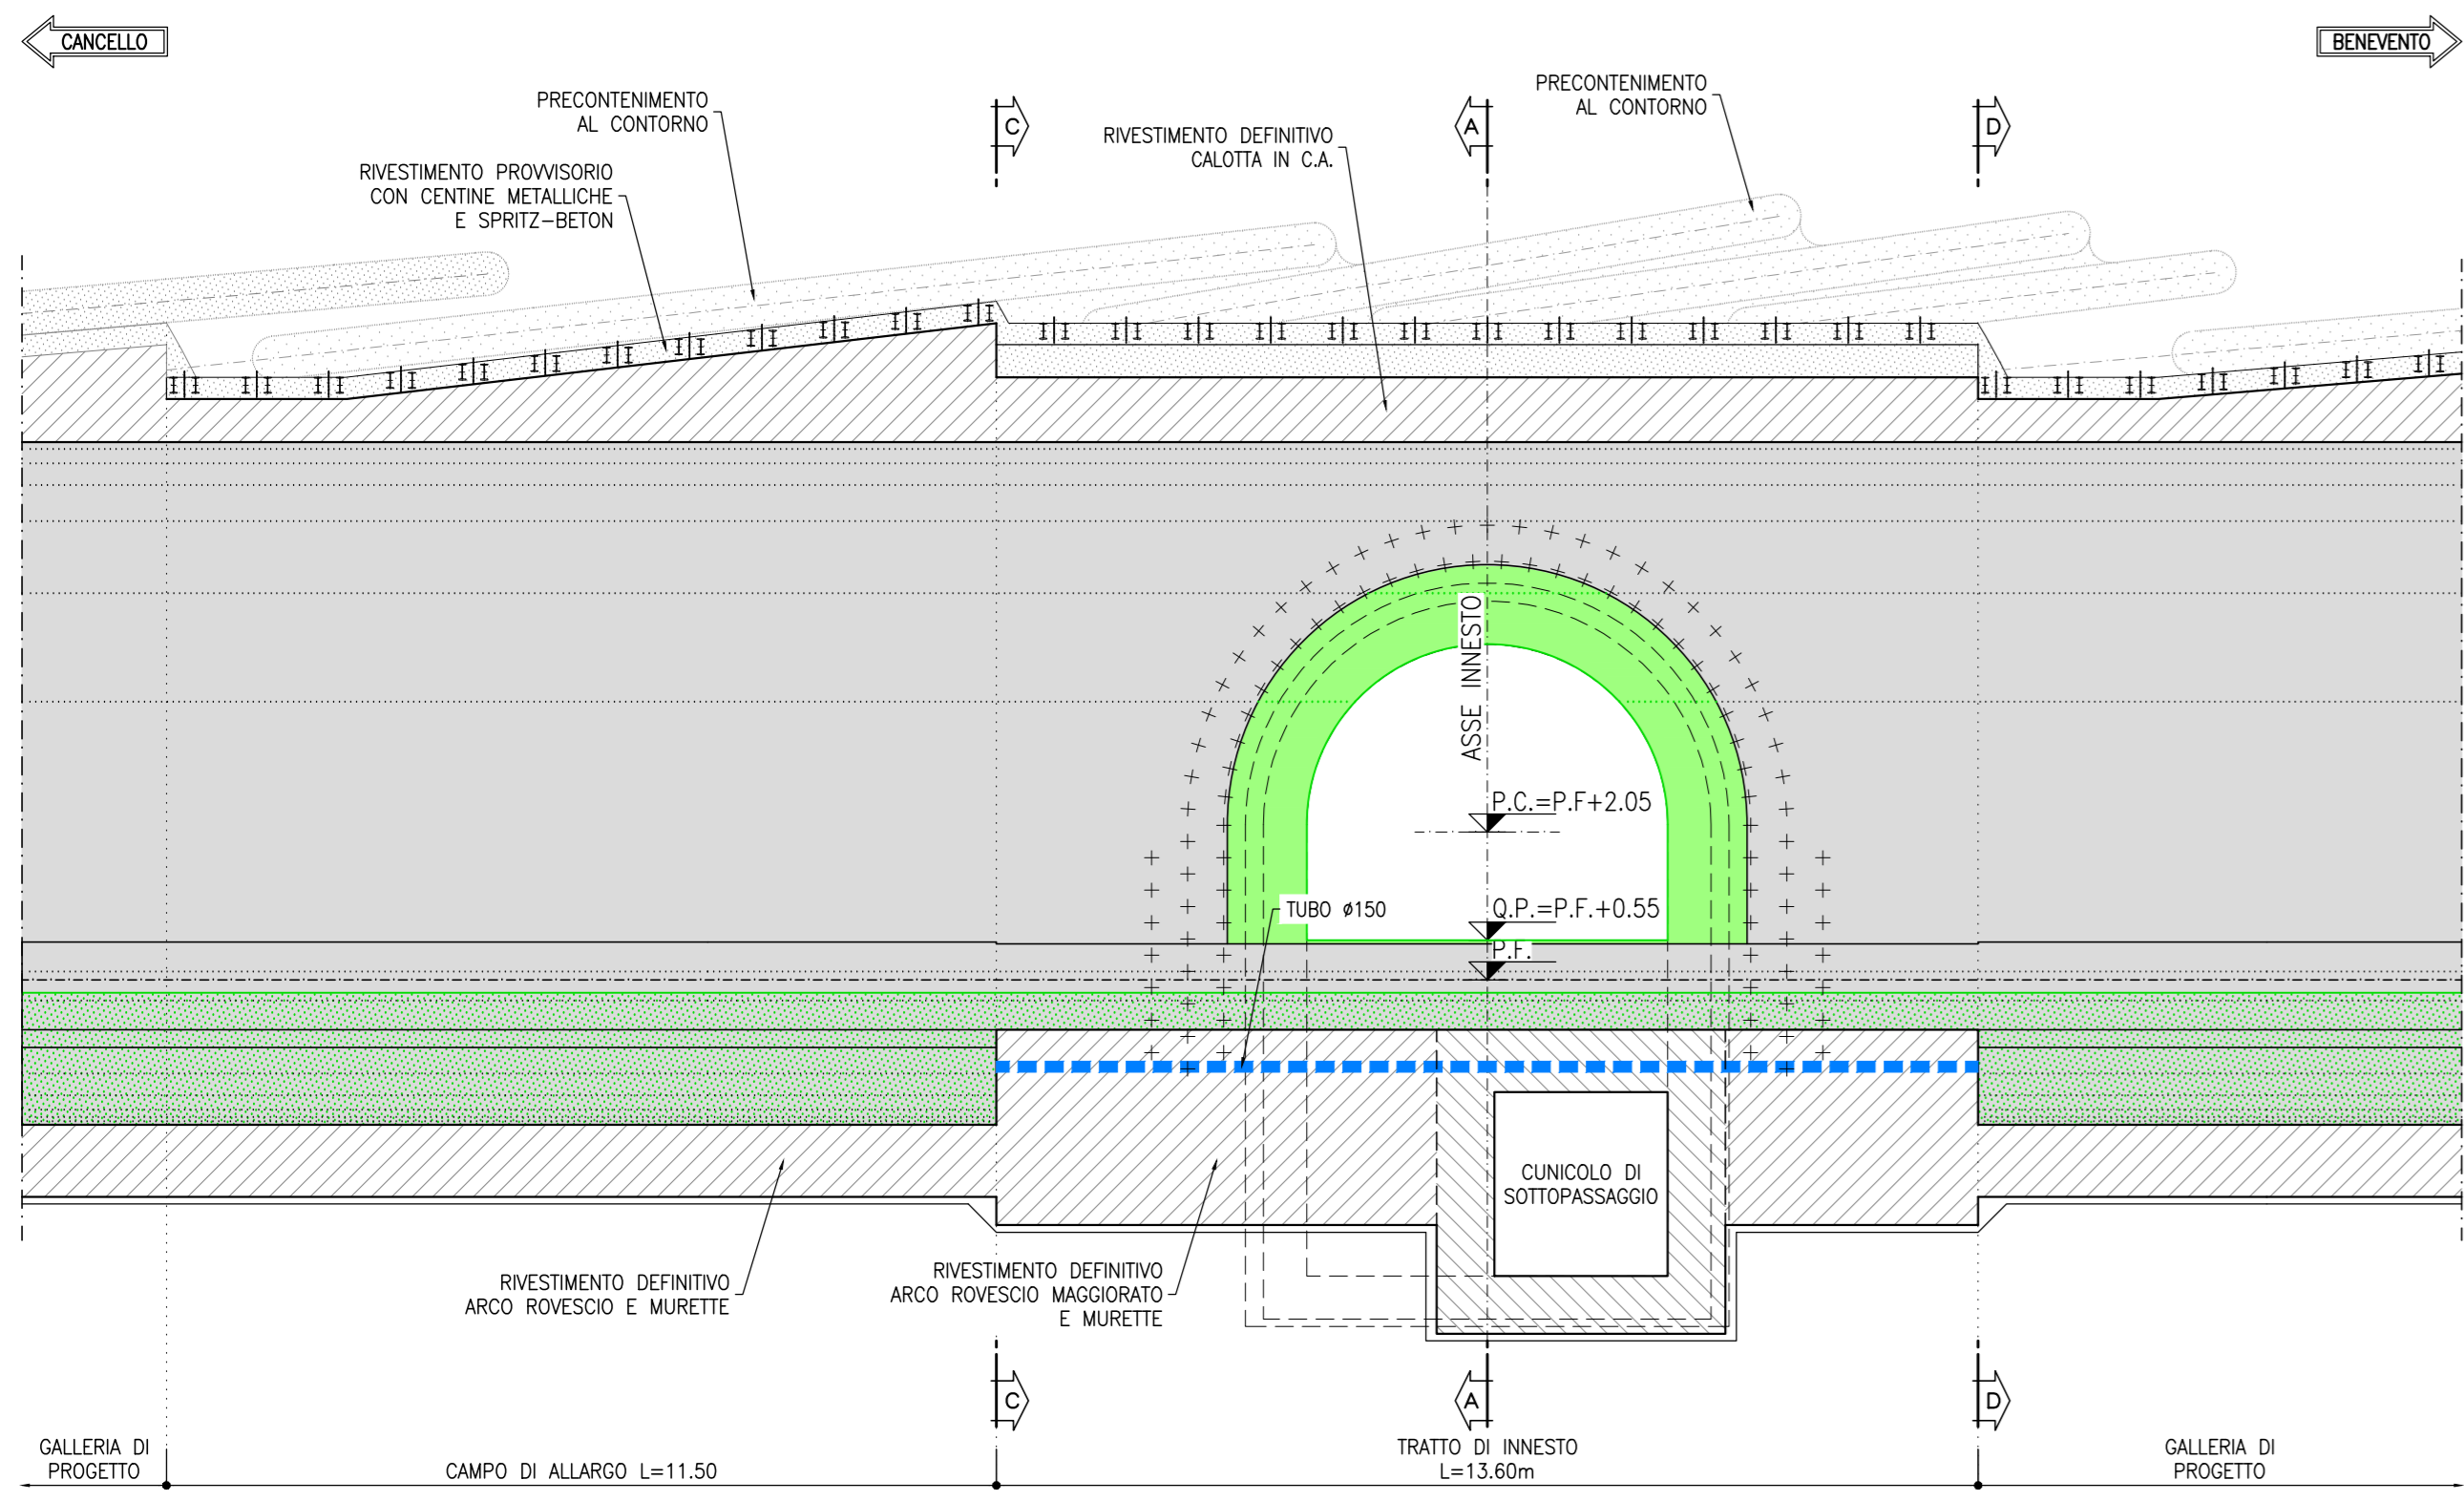 CANCELLO
BENEVENTO
PRECONTENIMENTO
AL CONTORNO
PRECONTENIMENTO
AL CONTORNO
C
A
D
RIVESTIMENTO DEFINITIVO
CALOTTA IN C.A.
RIVESTIMENTO PROVVISORIO
CON CENTINE METALLICHE
E SPRITZ-BETON
ASSE INNESTO
P.C.=P.F+2.05
TUBO ø150
Q.P.=P.F.+0.55
P.F.
CUNICOLO DI
SOTTOPASSAGGIO
RIVESTIMENTO DEFINITIVO
ARCO ROVESCIO E MURETTE
RIVESTIMENTO DEFINITIVO
ARCO ROVESCIO MAGGIORATO
E MURETTE
C
A
D
GALLERIA DI
PROGETTO
CAMPO DI ALLARGO L=11.50
TRATTO DI INNESTO
L=13.60m
GALLERIA DI
PROGETTO